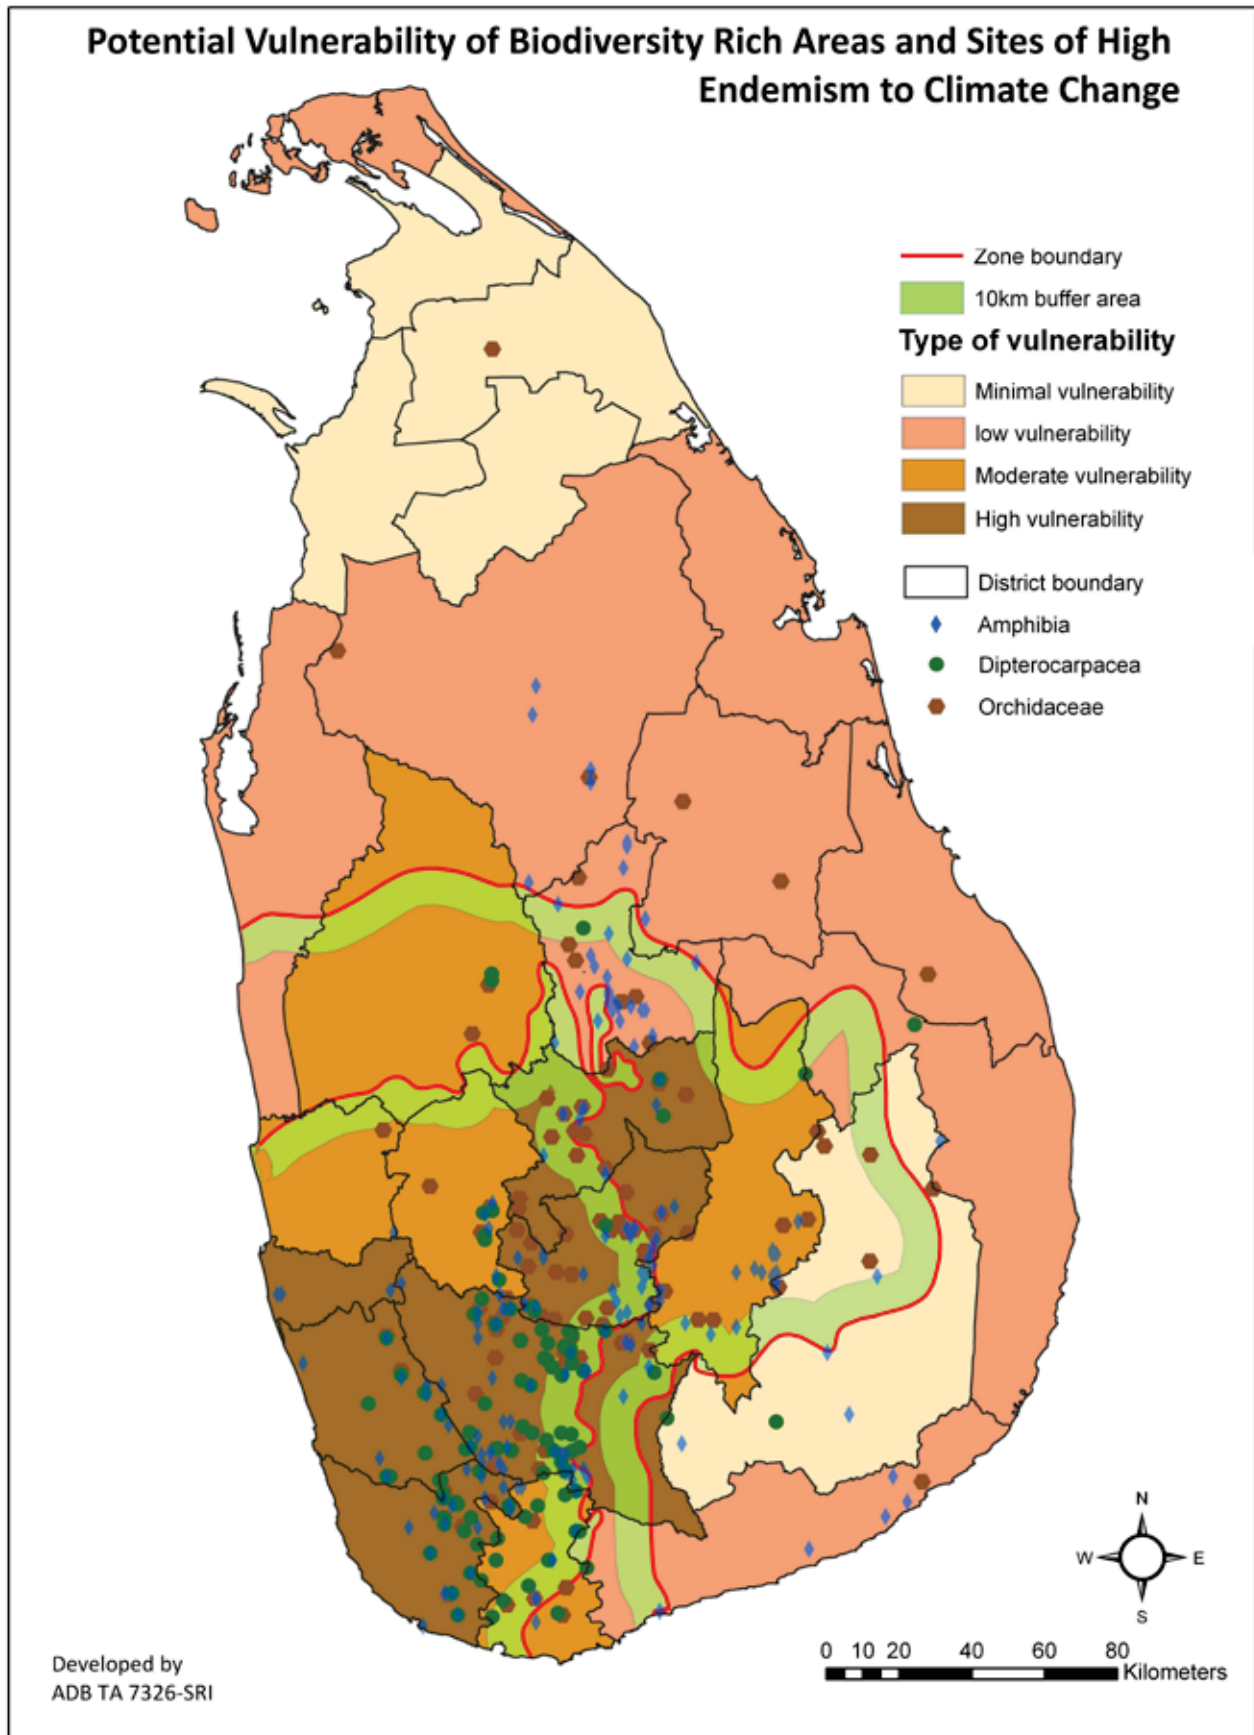 Potential Vulnerability of Biodiversity Rich Areas and Sites of High
Endemism to Climate Change
Zone boundary
10km buffer area
Type of vulnerability
Minimal vulnerability
low vulnerability
Moderate vulnerability
High vulnerability
District boundary
Amphibia
Dipterocarpacea
Orchidaceae
N
W E
S
0 10 20 40 60 80
Kilometers
Developed by
ADB TA 7326-SRI